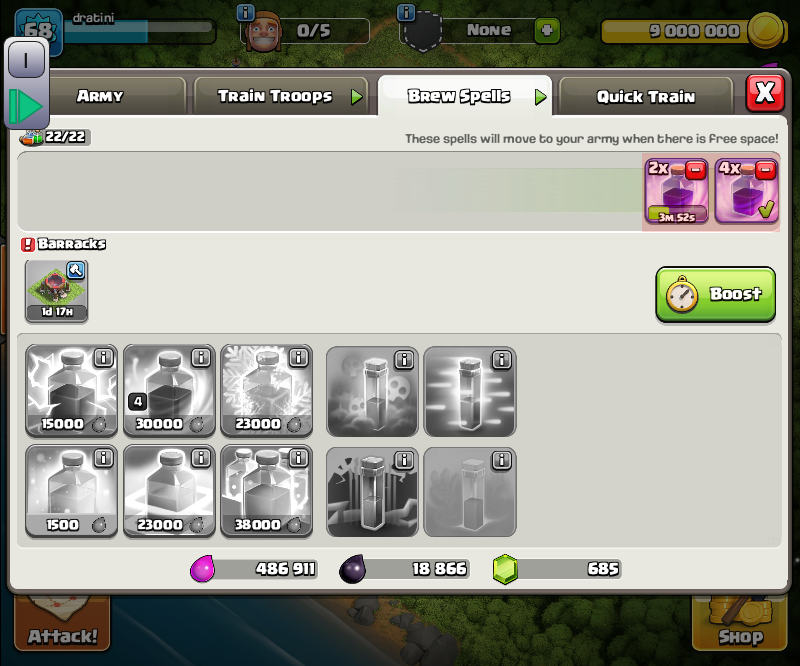 68
dratini
i
0/5
i
None
9 000 000
Army
Train Troops
Brew Spells
Quick Train
X
22/22
These spells will move to your army when there is free space!
2x
4x
3m 52s
! Barracks
1d 17h
Boost
i
i
i
i
i
4
15000
30000
23000
i
i
i
i
i
1500
23000
38000
486 911
18 866
685
Attack!
Shop